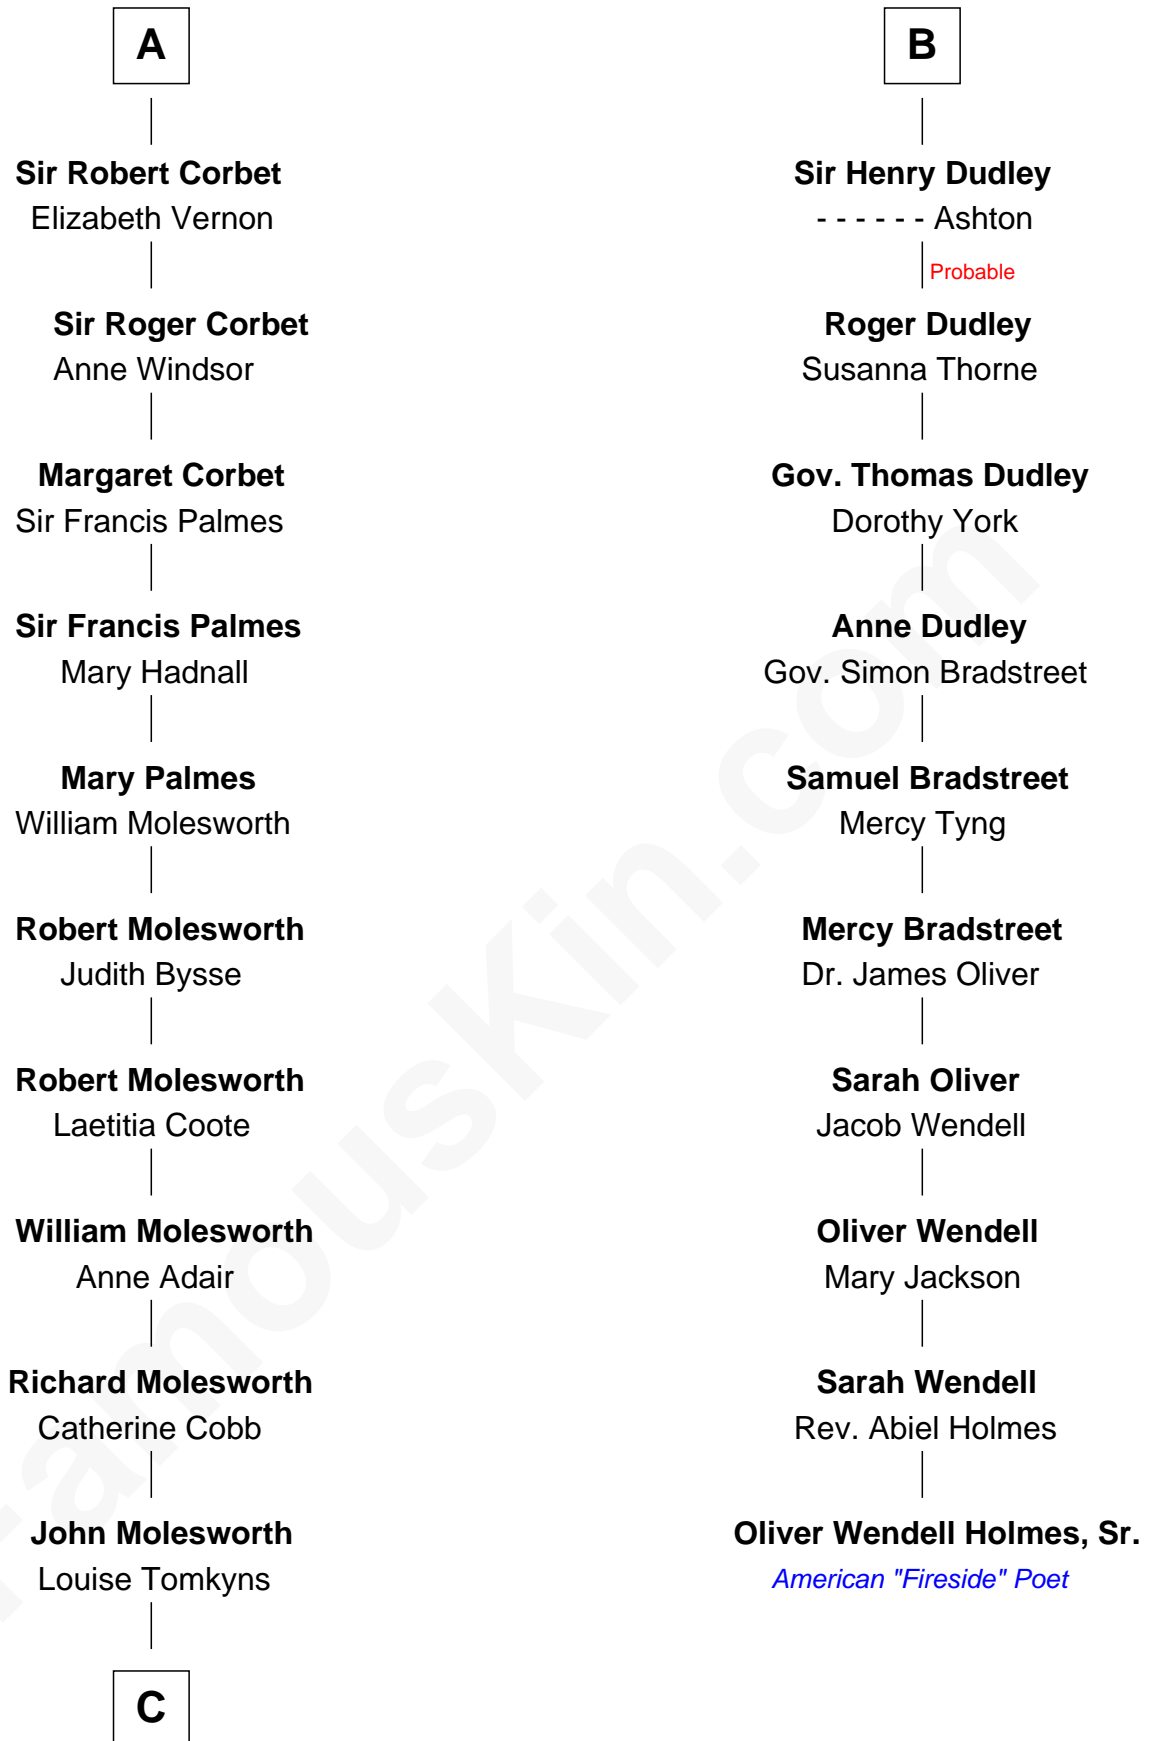 A
Sir Robert Corbet
Elizabeth Vernon
Sir Roger Corbet
Anne Windsor
Margaret Corbet
Sir Francis Palmes
Sir Francis Palmes
Mary Hadnall
Mary Palmes
William Molesworth
Robert Molesworth
Judith Bysse
Robert Molesworth
Laetitia Coote
William Molesworth
Anne Adair
Richard Molesworth
Catherine Cobb
John Molesworth
Louise Tomkyns
C
B
Sir Henry Dudley
- - - - - - Ashton
Probable
Roger Dudley
Susanna Thorne
Gov. Thomas Dudley
Dorothy York
Anne Dudley
Gov. Simon Bradstreet
Samuel Bradstreet
Mercy Tyng
Mercy Bradstreet
Dr. James Oliver
Sarah Oliver
Jacob Wendell
Oliver Wendell
Mary Jackson
Sarah Wendell
Rev. Abiel Holmes
Oliver Wendell Holmes, Sr.
American "Fireside" Poet
FamousKin.com